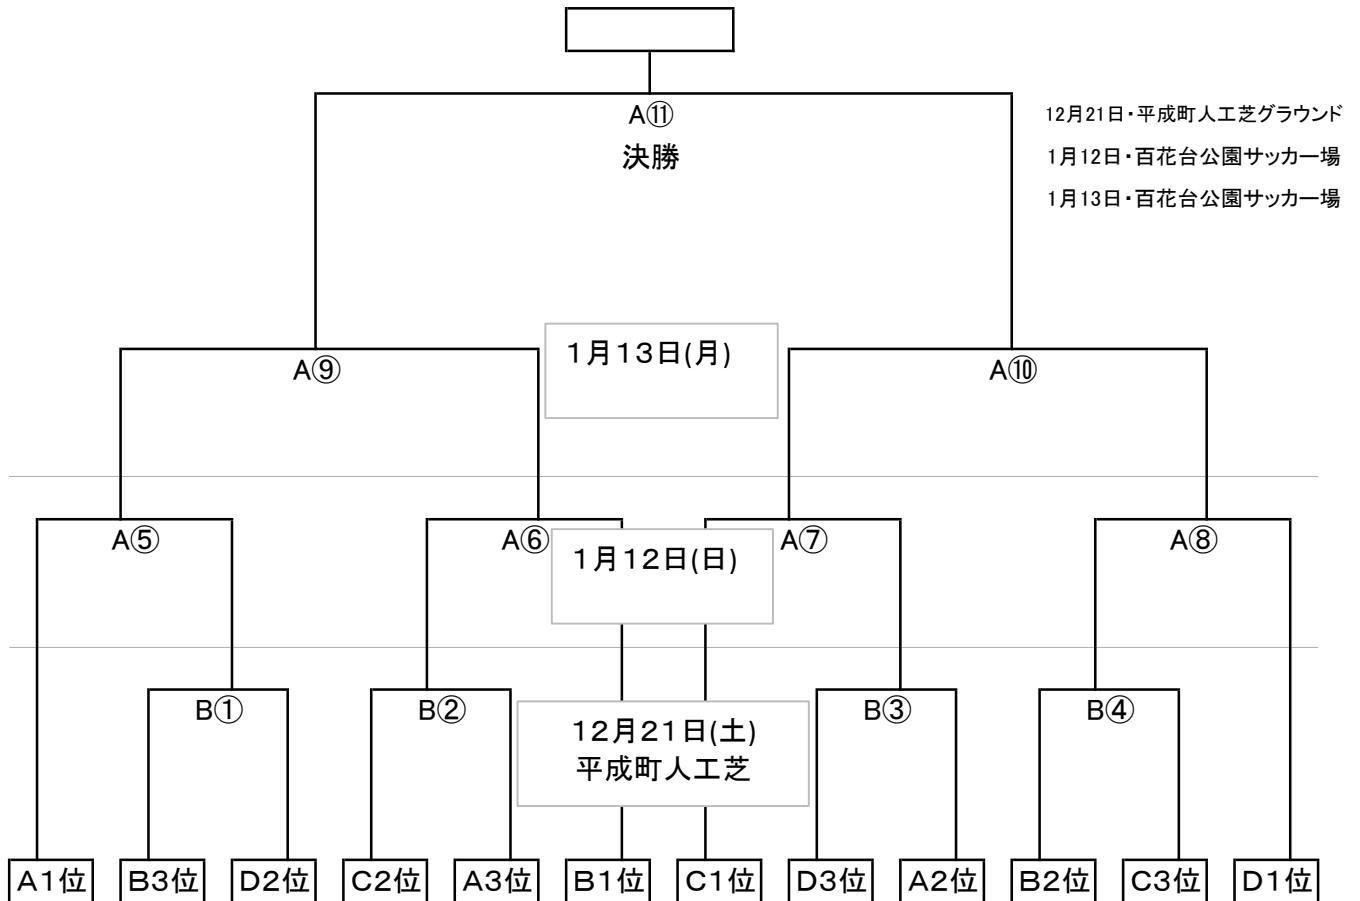 A⑪
決勝
12月21日・平成町人工芝グラウンド
1月12日・百花台公園サッカー場
1月13日・百花台公園サッカー場
1月13日(月)
A⑨
A⑩
A⑤
A⑥
A⑦
A⑧
1月12日(日)
B①
B②
B③
B④
12月21日(土)
平成町人工芝
A1位
B3位
D2位
C2位
A3位
B1位
C1位
D3位
A2位
B2位
C3位
D1位